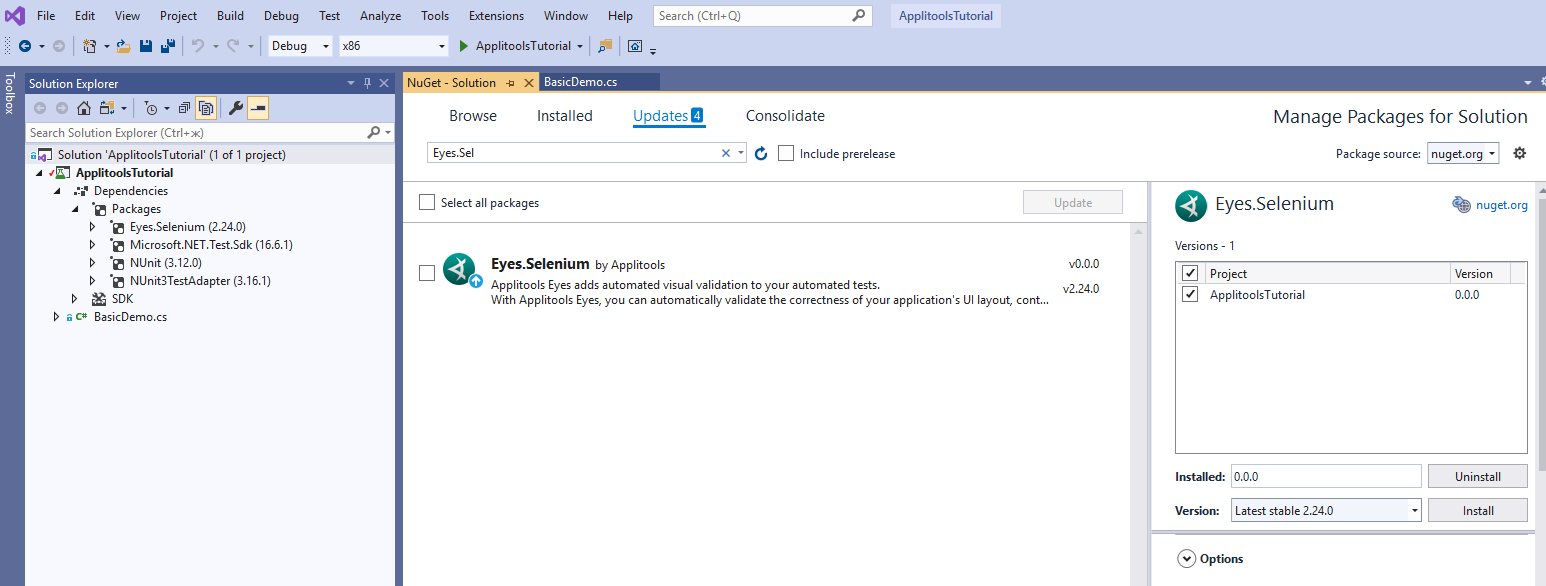 File Edit View Project Build Debug Test Analyze Tools Extensions Window Help Search (Ctrl+Q) ApplitoolsTutorial
Debug x86 ApplitoolsTutorial
Toolbox
Solution Explorer
Search Solution Explorer (Ctrl+ж)
Solution 'ApplitoolsTutorial' (1 of 1 project)
ApplitoolsTutorial
Dependencies
Packages
Eyes.Selenium (2.24.0)
Microsoft.NET.Test.Sdk (16.6.1)
NUnit (3.12.0)
NUnit3TestAdapter (3.16.1)
SDK
C# BasicDemo.cs
NuGet - Solution BasicDemo.cs
Browse Installed Updates 4 Consolidate
Manage Packages for Solution
Eyes.Sel Include prerelease
Package source: nuget.org
Select all packages Update
Eyes.Selenium by Applitools v0.0.0
Applitools Eyes adds automated visual validation to your automated tests.
With Applitools Eyes, you can automatically validate the correctness of your application's UI layout, cont... v2.24.0
Eyes.Selenium nuget.org
Versions - 1
Project Version
ApplitoolsTutorial 0.0.0
Installed: 0.0.0 Uninstall
Version: Latest stable 2.24.0 Install
Options